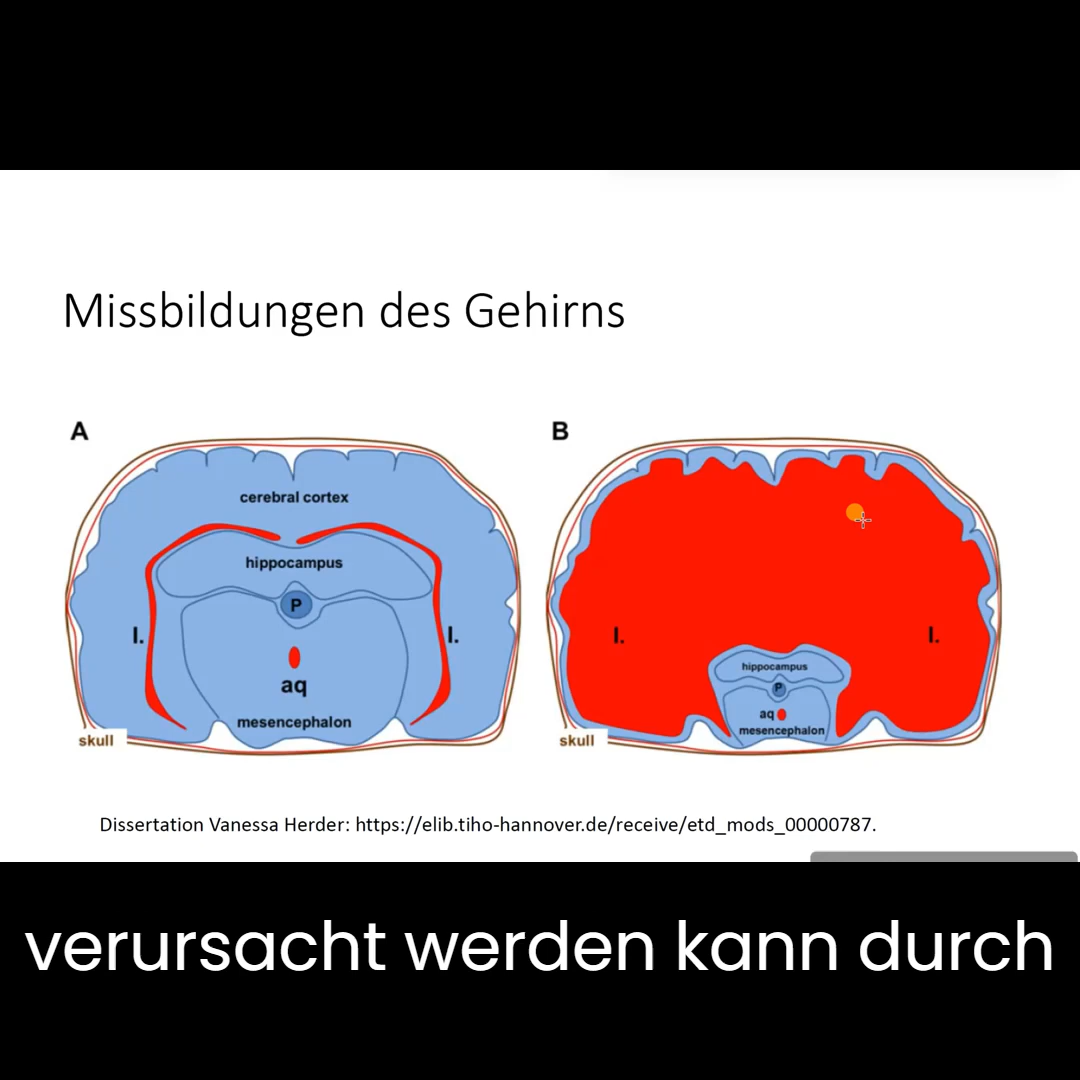 Missbildungen des Gehirns
A
cerebral cortex
hippocampus
P
l.
l.
aq
mesencephalon
skull
B
l.
l.
hippocampus
P
aq
mesencephalon
skull
Dissertation Vanessa Herder: https://elib.tiho-hannover.de/receive/etd_mods_00000787.
verursacht werden kann durch